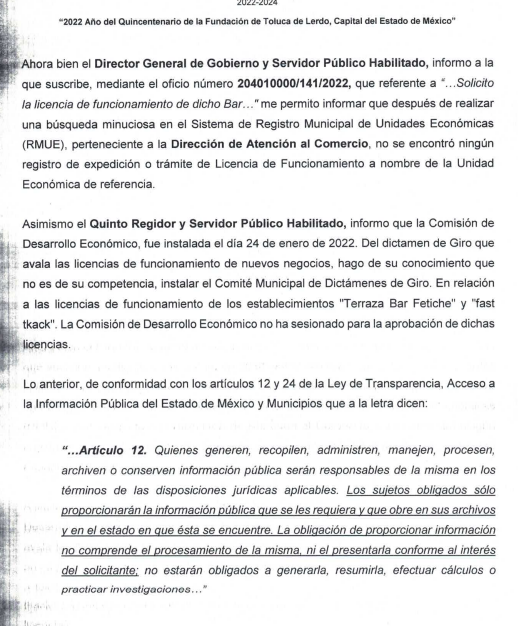 2022-2024
"2022 Año del Quincentenario de la Fundación de Toluca de Lerdo, Capital del Estado de México"
Ahora bien el Director General de Gobierno y Servidor Público Habilitado, informo a la
que suscribe, mediante el oficio número 204010000/141/2022, que referente a "…Solicito
la licencia de funcionamiento de dicho Bar…" me permito informar que después de realizar
una búsqueda minuciosa en el Sistema de Registro Municipal de Unidades Económicas
(RMUE), perteneciente a la Dirección de Atención al Comercio, no se encontró ningún
registro de expedición o trámite de Licencia de Funcionamiento a nombre de la Unidad
Económica de referencia.
Asimismo el Quinto Regidor y Servidor Público Habilitado, informo que la Comisión de
Desarrollo Económico, fue instalada el día 24 de enero de 2022. Del dictamen de Giro que
avala las licencias de funcionamiento de nuevos negocios, hago de su conocimiento que
no es de su competencia, instalar el Comité Municipal de Dictámenes de Giro. En relación
a las licencias de funcionamiento de los establecimientos "Terraza Bar Fetiche" y "fast
tkack". La Comisión de Desarrollo Económico no ha sesionado para la aprobación de dichas
licencias.
Lo anterior, de conformidad con los artículos 12 y 24 de la Ley de Transparencia, Acceso a
la Información Pública del Estado de México y Municipios que a la letra dicen:
"…Artículo 12. Quienes generen, recopilen, administren, manejen, procesen,
archiven o conserven información pública serán responsables de la misma en los
términos de las disposiciones jurídicas aplicables. Los sujetos obligados sólo
proporcionarán la información pública que se les requiera y que obre en sus archivos
y en el estado en que ésta se encuentre. La obligación de proporcionar información
no comprende el procesamiento de la misma, ni el presentarla conforme al interés
del solicitante; no estarán obligados a generarla, resumirla, efectuar cálculos o
practicar investigaciones…"